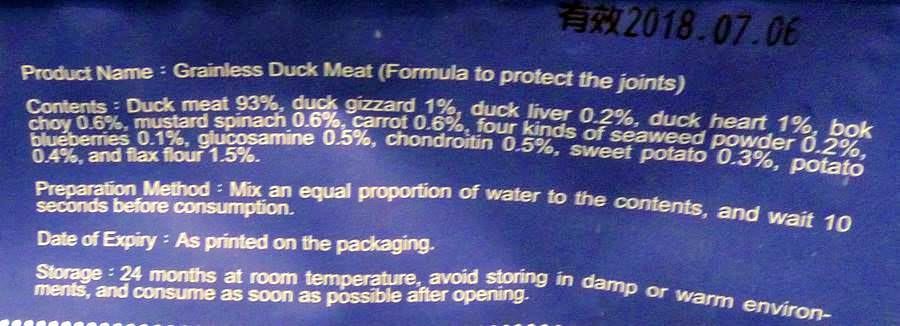 有效2018.07.06
Product Name : Grainless Duck Meat (Formula to protect the joints)
Contents : Duck meat 93%, duck gizzard 1%, duck liver 0.2%, duck heart 1%, bok
choy 0.6%, mustard spinach 0.6%, carrot 0.6%, four kinds of seaweed powder 0.2%,
blueberries 0.1%, glucosamine 0.5%, chondroitin 0.5%, sweet potato 0.3%, potato
0.4%, and flax flour 1.5%.
Preparation Method : Mix an equal proportion of water to the contents, and wait 10
seconds before consumption.
Date of Expiry : As printed on the packaging.
Storage : 24 months at room temperature, avoid storing in damp or warm environ-
ments, and consume as soon as possible after opening.